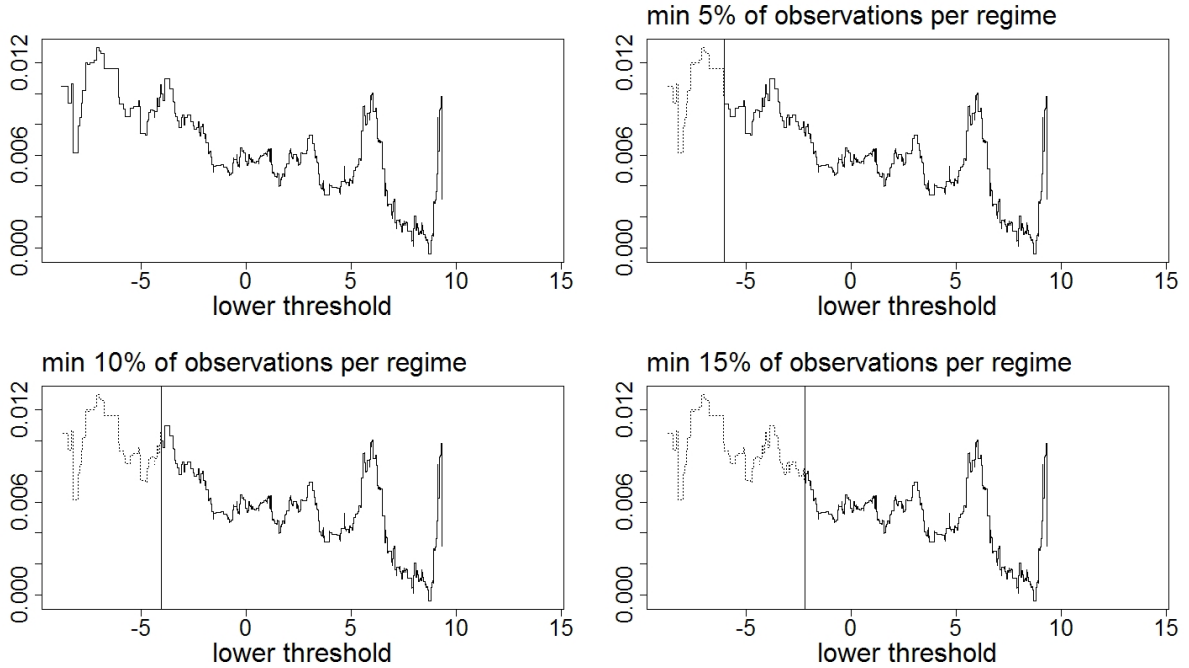 0.012
0.006
0.000
-5 0 5 10 15
lower threshold
min 5% of observations per regime
0.012
0.006
0.000
-5 0 5 10 15
lower threshold
min 10% of observations per regime
0.012
0.006
0.000
-5 0 5 10 15
lower threshold
min 15% of observations per regime
0.012
0.006
0.000
-5 0 5 10 15
lower threshold